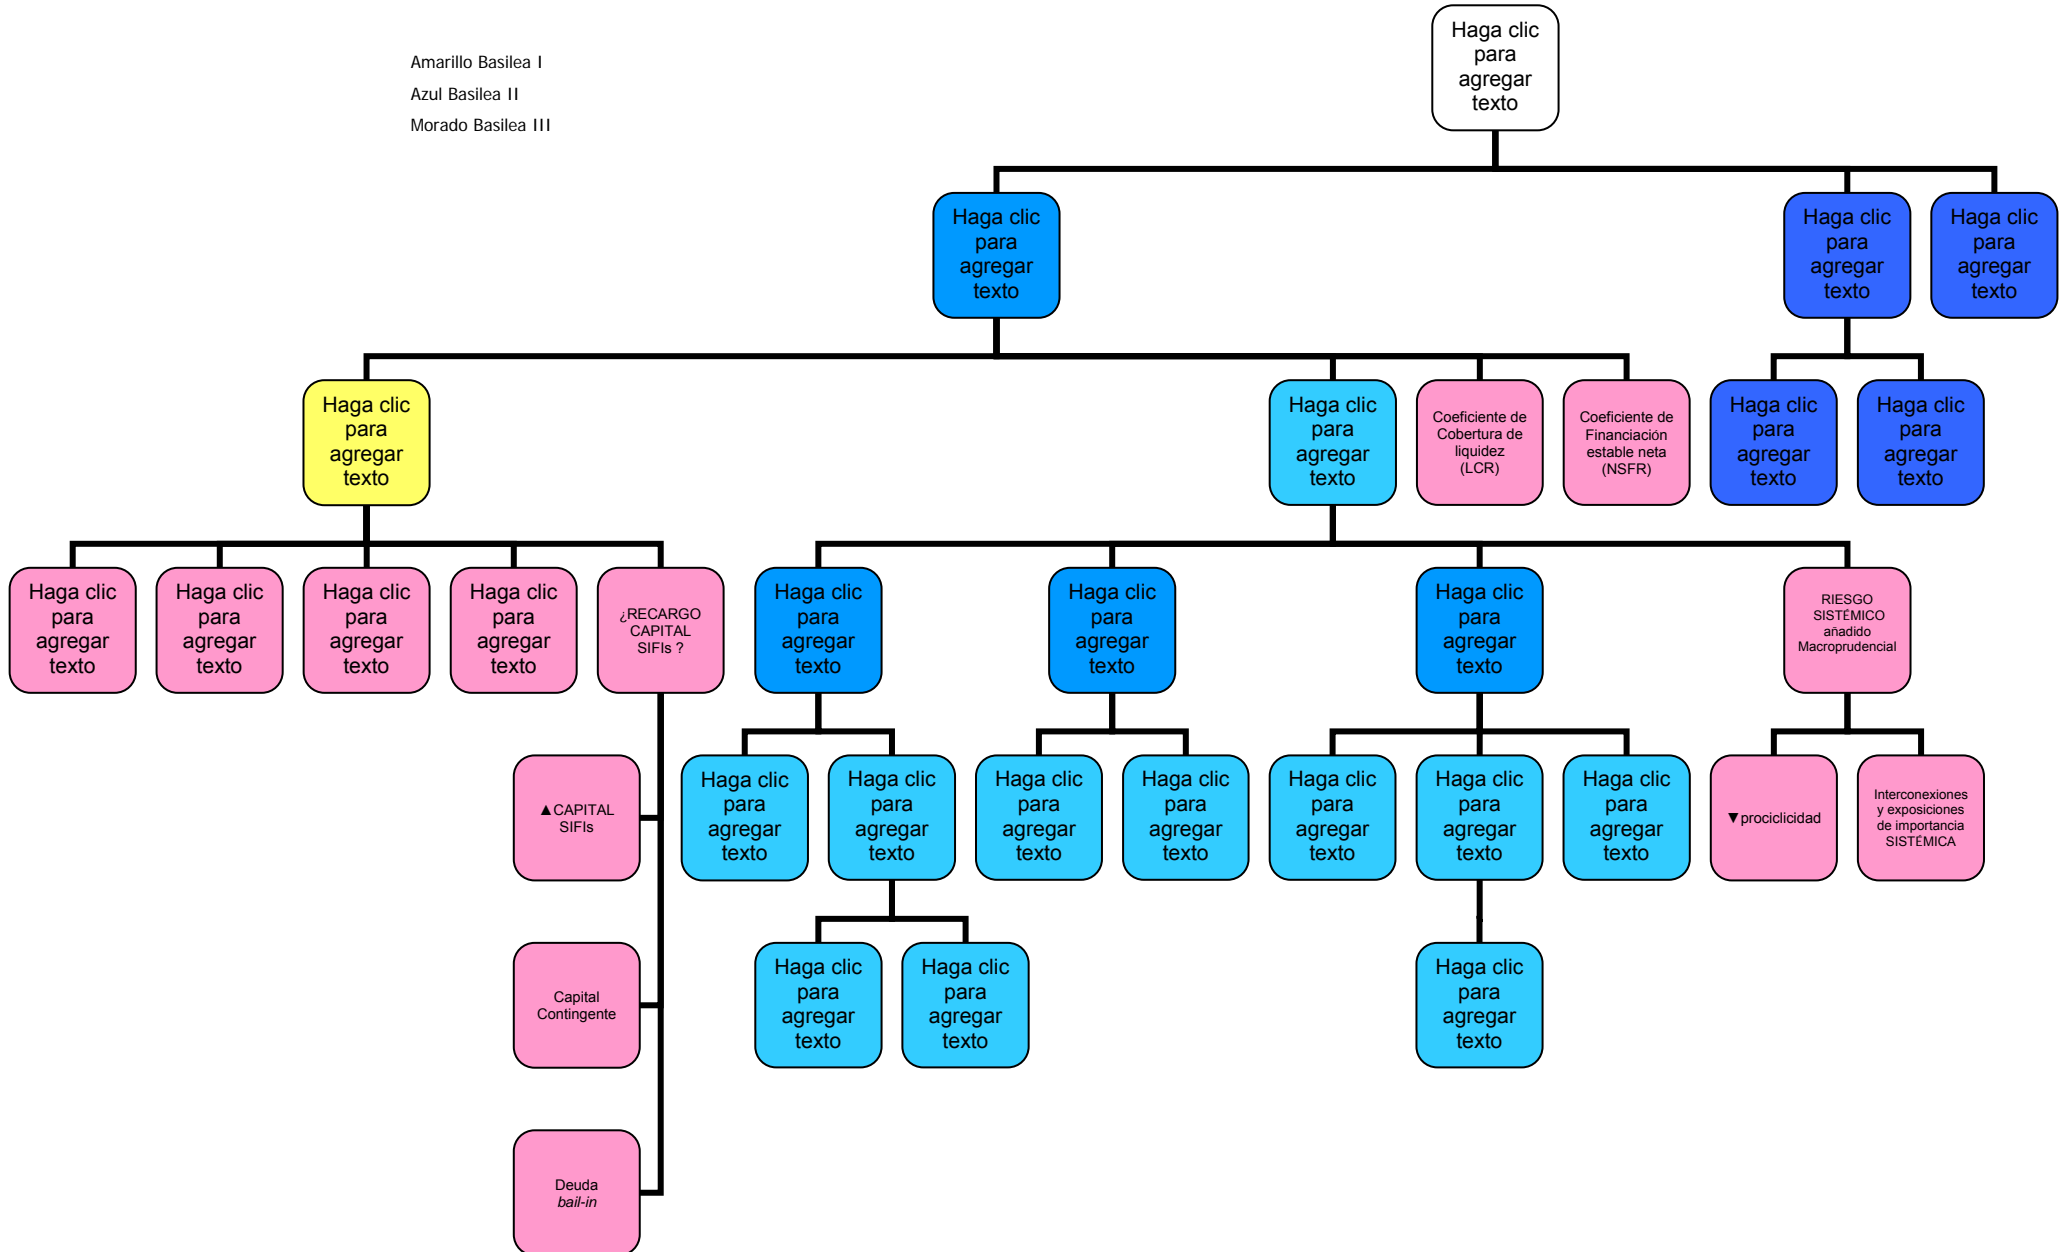 Amarillo Basilea I
Azul Basilea II
Morado Basilea III
Haga clic
para
agregar
texto
Haga clic
para
agregar
texto
Haga clic
para
agregar
texto
Haga clic
para
agregar
texto
Haga clic
para
agregar
texto
Haga clic
para
agregar
texto
Coeficiente de
Cobertura de
liquidez
(LCR)
Coeficiente de
Financiación
estable neta
(NSFR)
Haga clic
para
agregar
texto
Haga clic
para
agregar
texto
Haga clic
para
agregar
texto
Haga clic
para
agregar
texto
Haga clic
para
agregar
texto
Haga clic
para
agregar
texto
¿RECARGO
CAPITAL
SIFIs ?
Haga clic
para
agregar
texto
Haga clic
para
agregar
texto
Haga clic
para
agregar
texto
RIESGO
SISTÉMICO
añadido
Macroprudencial
▲CAPITAL
SIFIs
Haga clic
para
agregar
texto
Haga clic
para
agregar
texto
Haga clic
para
agregar
texto
Haga clic
para
agregar
texto
Haga clic
para
agregar
texto
Haga clic
para
agregar
texto
Haga clic
para
agregar
texto
▼prociclicidad
Interconexiones
y exposiciones
de importancia
SISTÉMICA
Capital
Contingente
Haga clic
para
agregar
texto
Haga clic
para
agregar
texto
Haga clic
para
agregar
texto
Deuda
bail-in